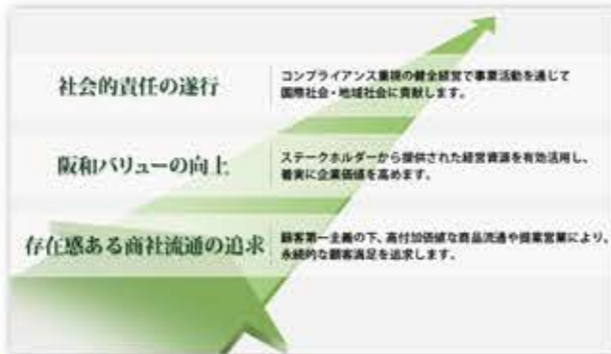 社会的責任の遂行
コンプライアンス重視の健全経営で事業活動を通じて
国際社会・地域社会に貢献します。
阪和バリューの向上
ステークホルダーから提供された経営資源を有効活用し、
着実に企業価値を高めます。
存在感ある商社流通の追求
顧客第一主義の下、高付加価値な商品流通や提案営業により、
永続的な顧客満足を追求します。